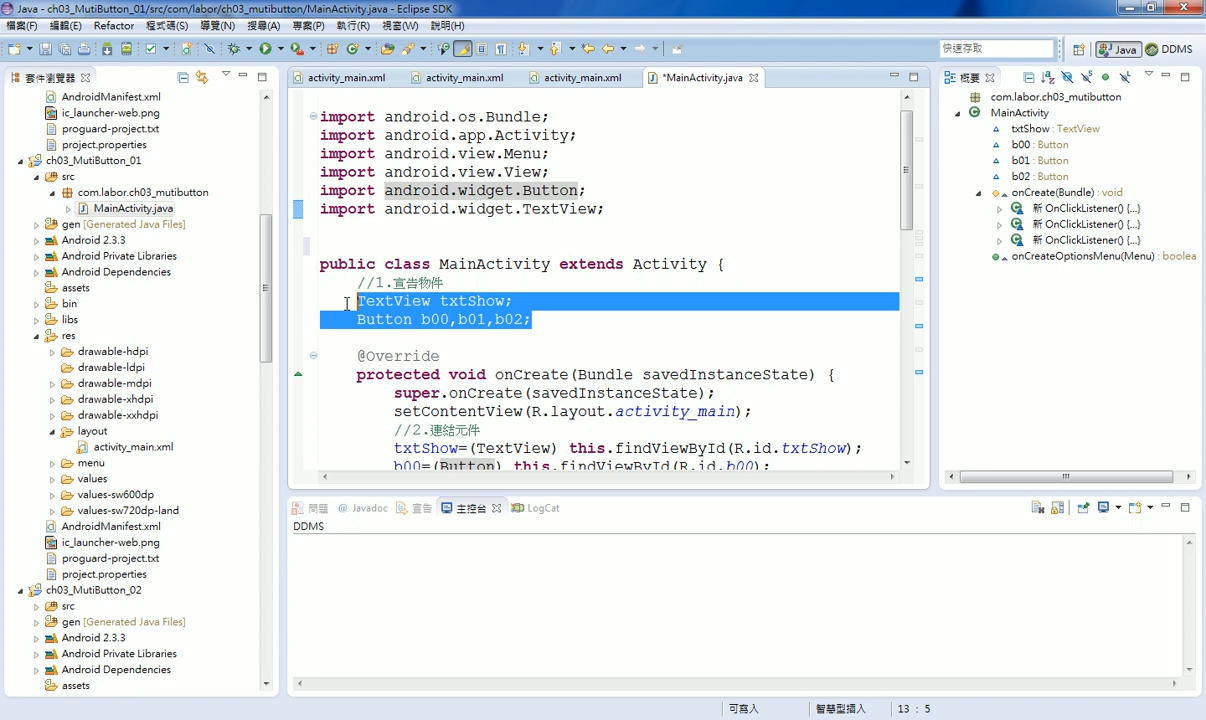 Java - ch03_MutiButton_01/src/com/labor/ch03_mutibutton/MainActivity.java - Eclipse SDK
檔案(F) 編輯(E) Refactor 程式碼(S) 導覽(N) 搜尋(A) 專案(P) 執行(R) 視窗(W) 說明(H)
快速存取
Java
DDMS
套件瀏覽器
AndroidManifest.xml
ic_launcher-web.png
proguard-project.txt
project.properties
ch03_MutiButton_01
src
com.labor.ch03_mutibutton
MainActivity.java
gen [Generated Java Files]
Android 2.3.3
Android Private Libraries
Android Dependencies
assets
bin
libs
res
drawable-hdpi
drawable-ldpi
drawable-mdpi
drawable-xhdpi
drawable-xxhdpi
layout
activity_main.xml
menu
values
values-sw600dp
values-sw720dp-land
AndroidManifest.xml
ic_launcher-web.png
proguard-project.txt
project.properties
ch03_MutiButton_02
src
gen [Generated Java Files]
Android 2.3.3
Android Private Libraries
Android Dependencies
assets
activity_main.xml activity_main.xml activity_main.xml *MainActivity.java
import android.os.Bundle;
import android.app.Activity;
import android.view.Menu;
import android.view.View;
import android.widget.Button;
import android.widget.TextView;
public class MainActivity extends Activity {
//1.宣告物件
TextView txtShow;
Button b00,b01,b02;
@Override
protected void onCreate(Bundle savedInstanceState) {
super.onCreate(savedInstanceState);
setContentView(R.layout.activity_main);
//2.連結元件
txtShow=(TextView) this.findViewById(R.id.txtShow);
b00=(Button) this.findViewById(R.id.b00);
概要
com.labor.ch03_mutibutton
MainActivity
txtShow : TextView
b00 : Button
b01 : Button
b02 : Button
onCreate(Bundle) : void
新 OnClickListener() {...}
新 OnClickListener() {...}
新 OnClickListener() {...}
onCreateOptionsMenu(Menu) : boolea
問題 @ Javadoc 宣告 主控台 LogCat
DDMS
可寫入 智慧型插入 13 : 5